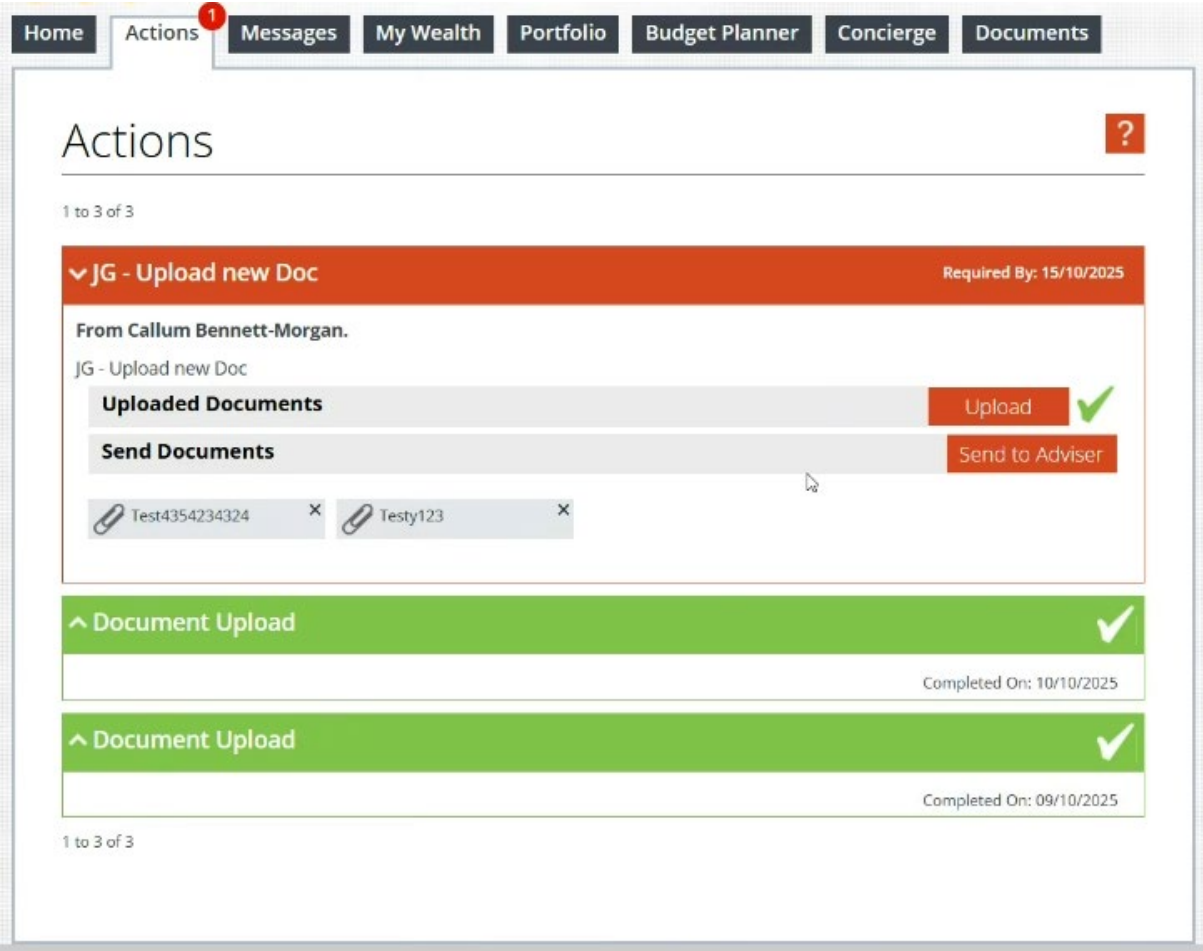 Home Actions 1 Messages My Wealth Portfolio Budget Planner Concierge Documents
Actions ?
1 to 3 of 3
JG - Upload new Doc Required By: 15/10/2025
From Callum Bennett-Morgan.
JG - Upload new Doc
Uploaded Documents Upload
Send Documents Send to Adviser
Test4354234324 × Testy123 ×
Document Upload
Completed On: 10/10/2025
Document Upload
Completed On: 09/10/2025
1 to 3 of 3